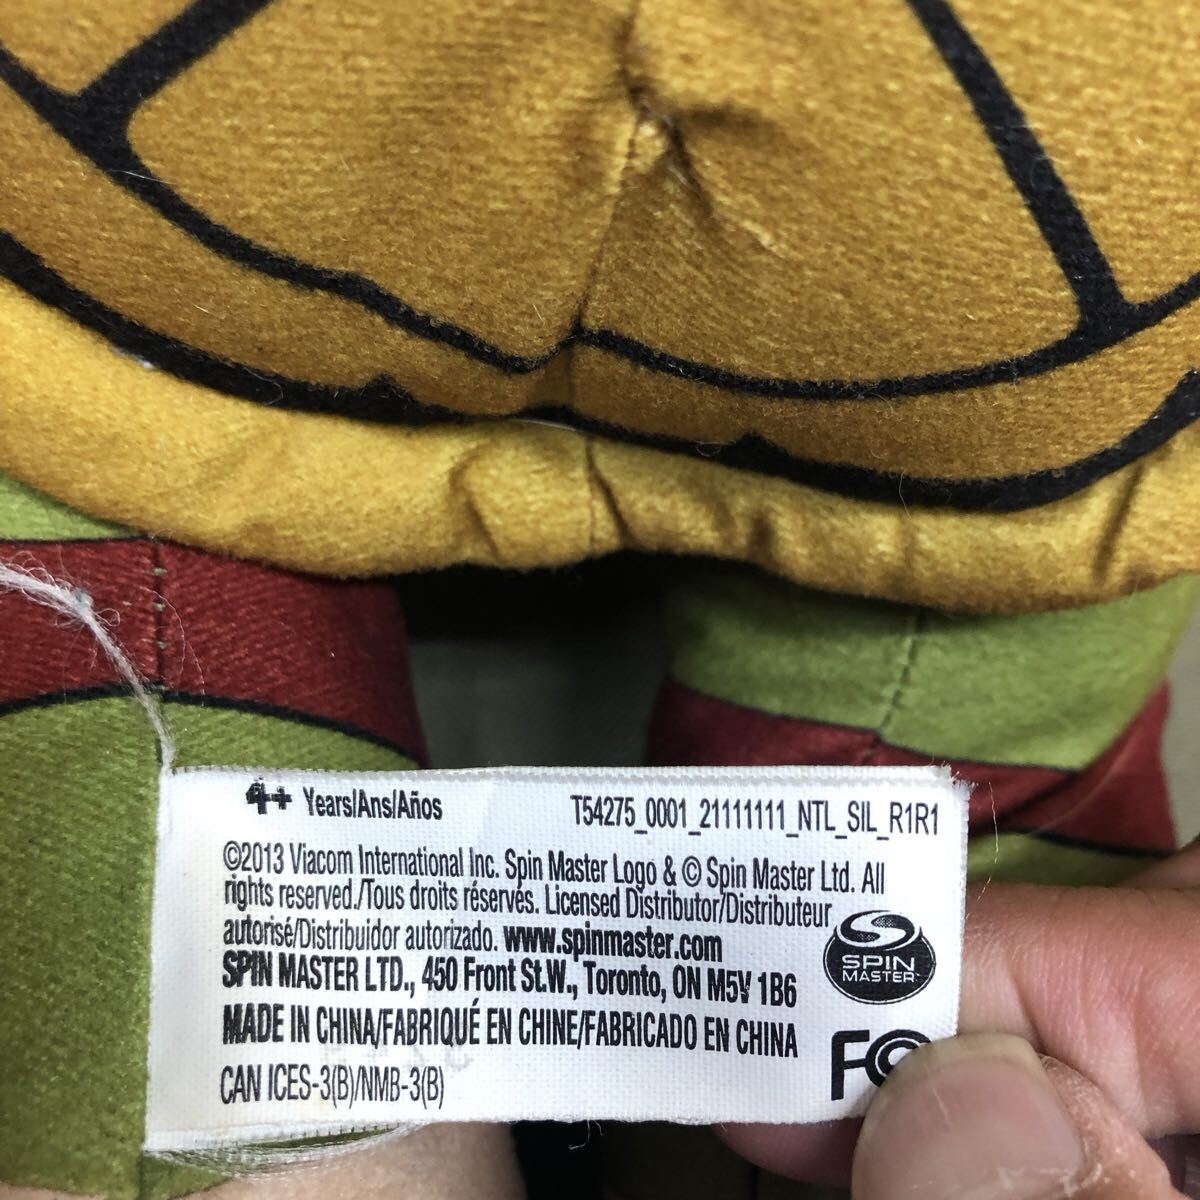 4+ Years/Ans/Años
T54275_0001_21111111_NTL_SIL_R1R1
©2013 Viacom International Inc. Spin Master Logo & © Spin Master Ltd. All
rights reserved./Tous droits réservés. Licensed Distributor/Distributeur
autorisé/Distribuidor autorizado. www.spinmaster.com
SPIN MASTER LTD., 450 Front St.W., Toronto, ON M5V 1B6
MADE IN CHINA/FABRIQUÉ EN CHINE/FABRICADO EN CHINA
CAN ICES-3(B)/NMB-3(B)
SPIN
MASTER™
FC